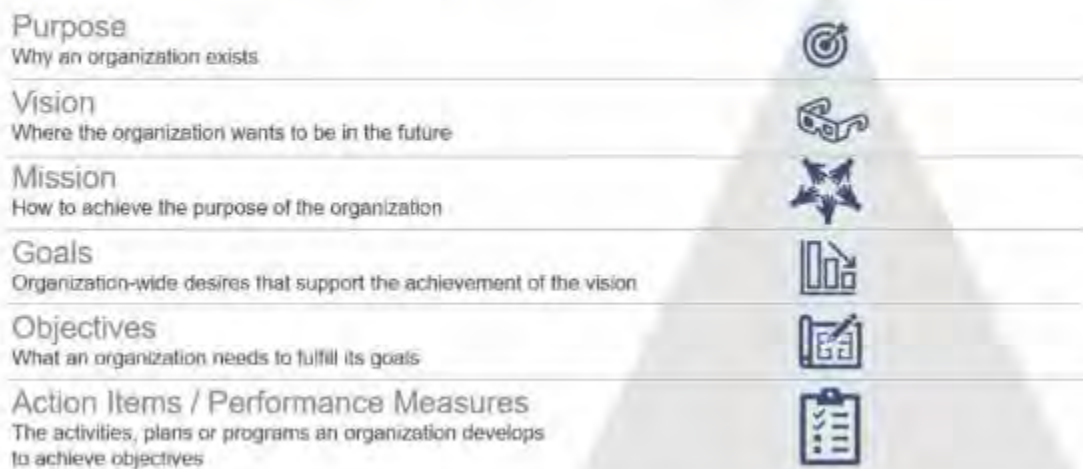 Purpose
Why an organization exists
Vision
Where the organization wants to be in the future
Mission
How to achieve the purpose of the organization
Goals
Organization-wide desires that support the achievement of the vision
Objectives
What an organization needs to fulfill its goals
Action Items / Performance Measures
The activities, plans or programs an organization develops
to achieve objectives